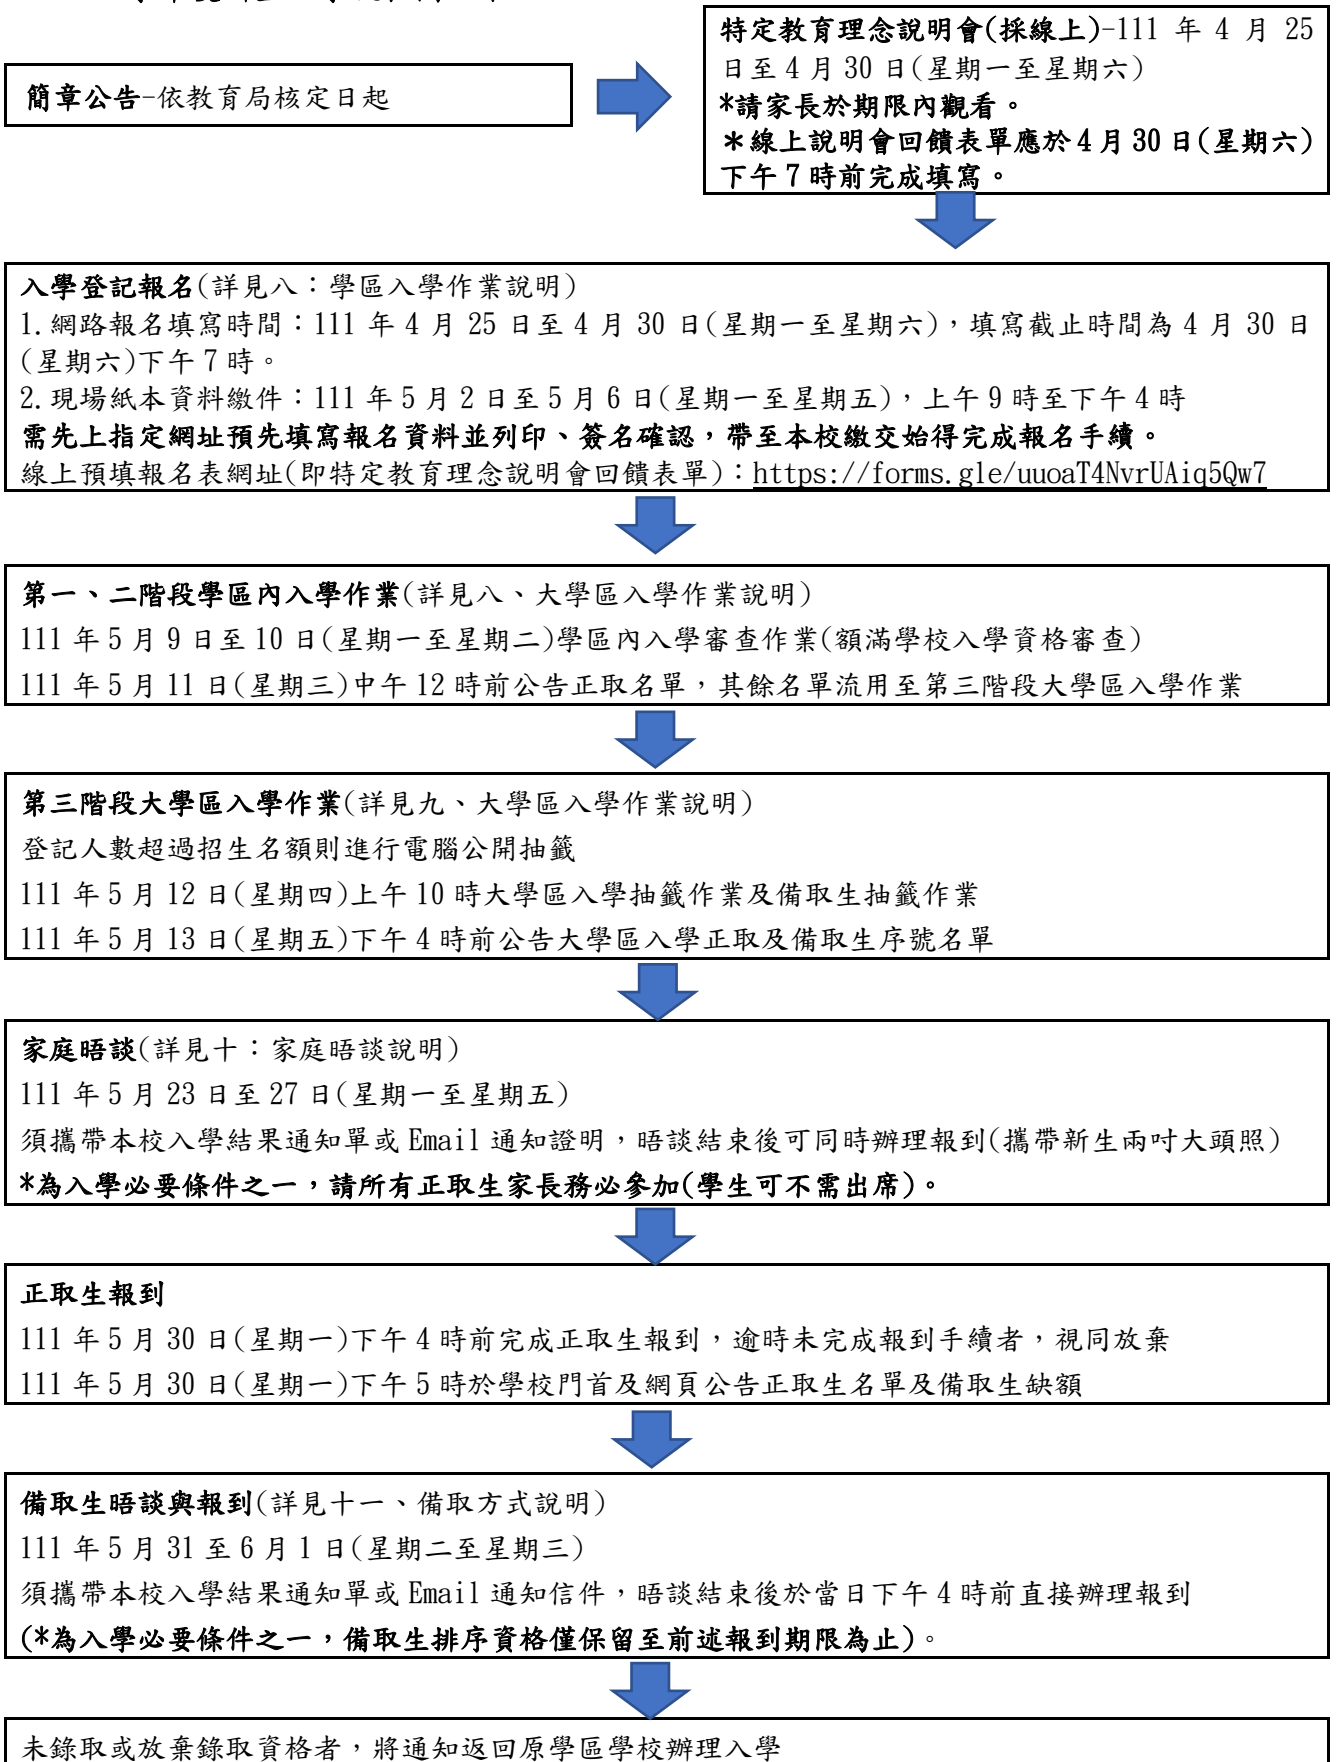 簡章公告-依教育局核定日起
特定教育理念說明會(採線上)-111 年 4 月 25
日至 4 月 30 日(星期一至星期六)
*請家長於期限內觀看。
＊線上說明會回饋表單應於 4 月 30 日(星期六)
下午 7 時前完成填寫。
入學登記報名(詳見八：學區入學作業說明)
1.網路報名填寫時間：111 年 4 月 25 日至 4 月 30 日(星期一至星期六)，填寫截止時間為 4 月 30 日
(星期六)下午 7 時。
2.現場紙本資料繳件：111 年 5 月 2 日至 5 月 6 日(星期一至星期五)，上午 9 時至下午 4 時
需先上指定網址預先填寫報名資料並列印、簽名確認，帶至本校繳交始得完成報名手續。
線上預填報名表網址(即特定教育理念說明會回饋表單)：https://forms.gle/uuoaT4NvrUAiq5Qw7
第一、二階段學區內入學作業(詳見八、大學區入學作業說明)
111 年 5 月 9 日至 10 日(星期一至星期二)學區內入學審查作業(額滿學校入學資格審查)
111 年 5 月 11 日(星期三)中午 12 時前公告正取名單，其餘名單流用至第三階段大學區入學作業
第三階段大學區入學作業(詳見九、大學區入學作業說明)
登記人數超過招生名額則進行電腦公開抽籤
111 年 5 月 12 日(星期四)上午 10 時大學區入學抽籤作業及備取生抽籤作業
111 年 5 月 13 日(星期五)下午 4 時前公告大學區入學正取及備取生序號名單
家庭晤談(詳見十：家庭晤談說明)
111 年 5 月 23 日至 27 日(星期一至星期五)
須攜帶本校入學結果通知單或 Email 通知證明，晤談結束後可同時辦理報到(攜帶新生兩吋大頭照)
*為入學必要條件之一，請所有正取生家長務必參加(學生可不需出席)。
正取生報到
111 年 5 月 30 日(星期一)下午 4 時前完成正取生報到，逾時未完成報到手續者，視同放棄
111 年 5 月 30 日(星期一)下午 5 時於學校門首及網頁公告正取生名單及備取生缺額
備取生晤談與報到(詳見十一、備取方式說明)
111 年 5 月 31 至 6 月 1 日(星期二至星期三)
須攜帶本校入學結果通知單或 Email 通知信件，晤談結束後於當日下午 4 時前直接辦理報到
(*為入學必要條件之一，備取生排序資格僅保留至前述報到期限為止)。
未錄取或放棄錄取資格者，將通知返回原學區學校辦理入學